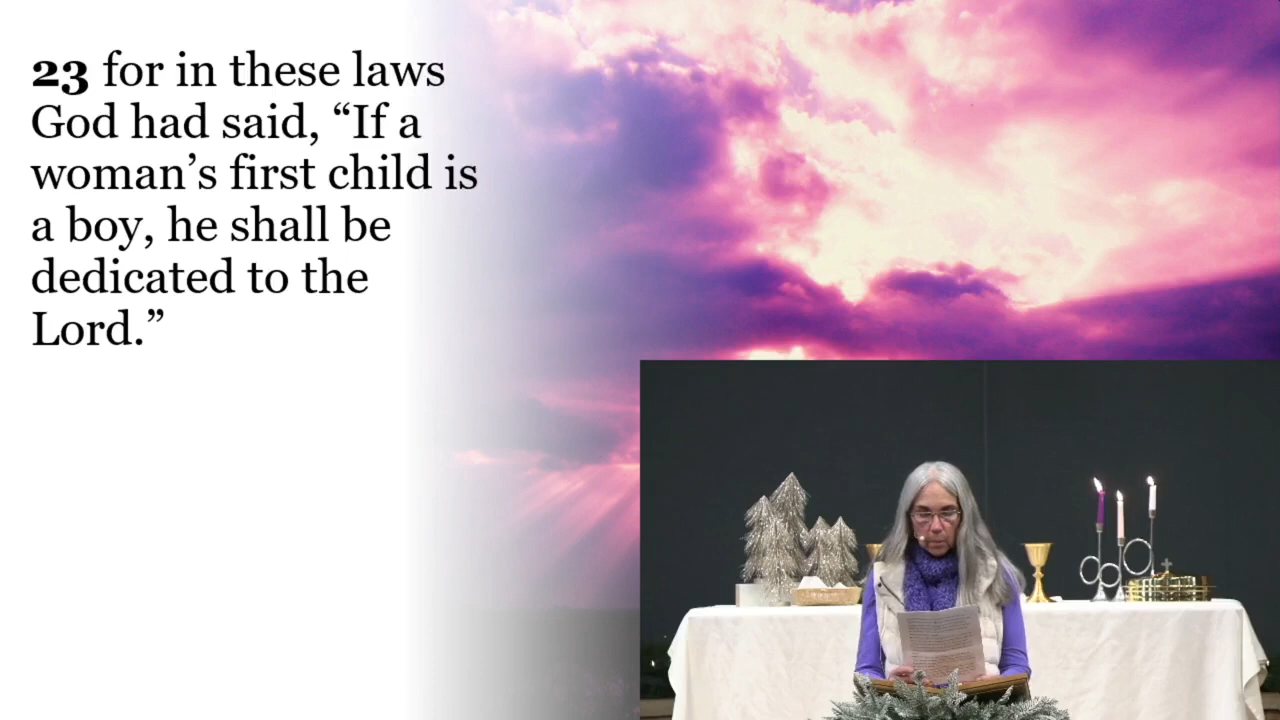 23 for in these laws
God had said, “If a
woman’s first child is
a boy, he shall be
dedicated to the
Lord.”